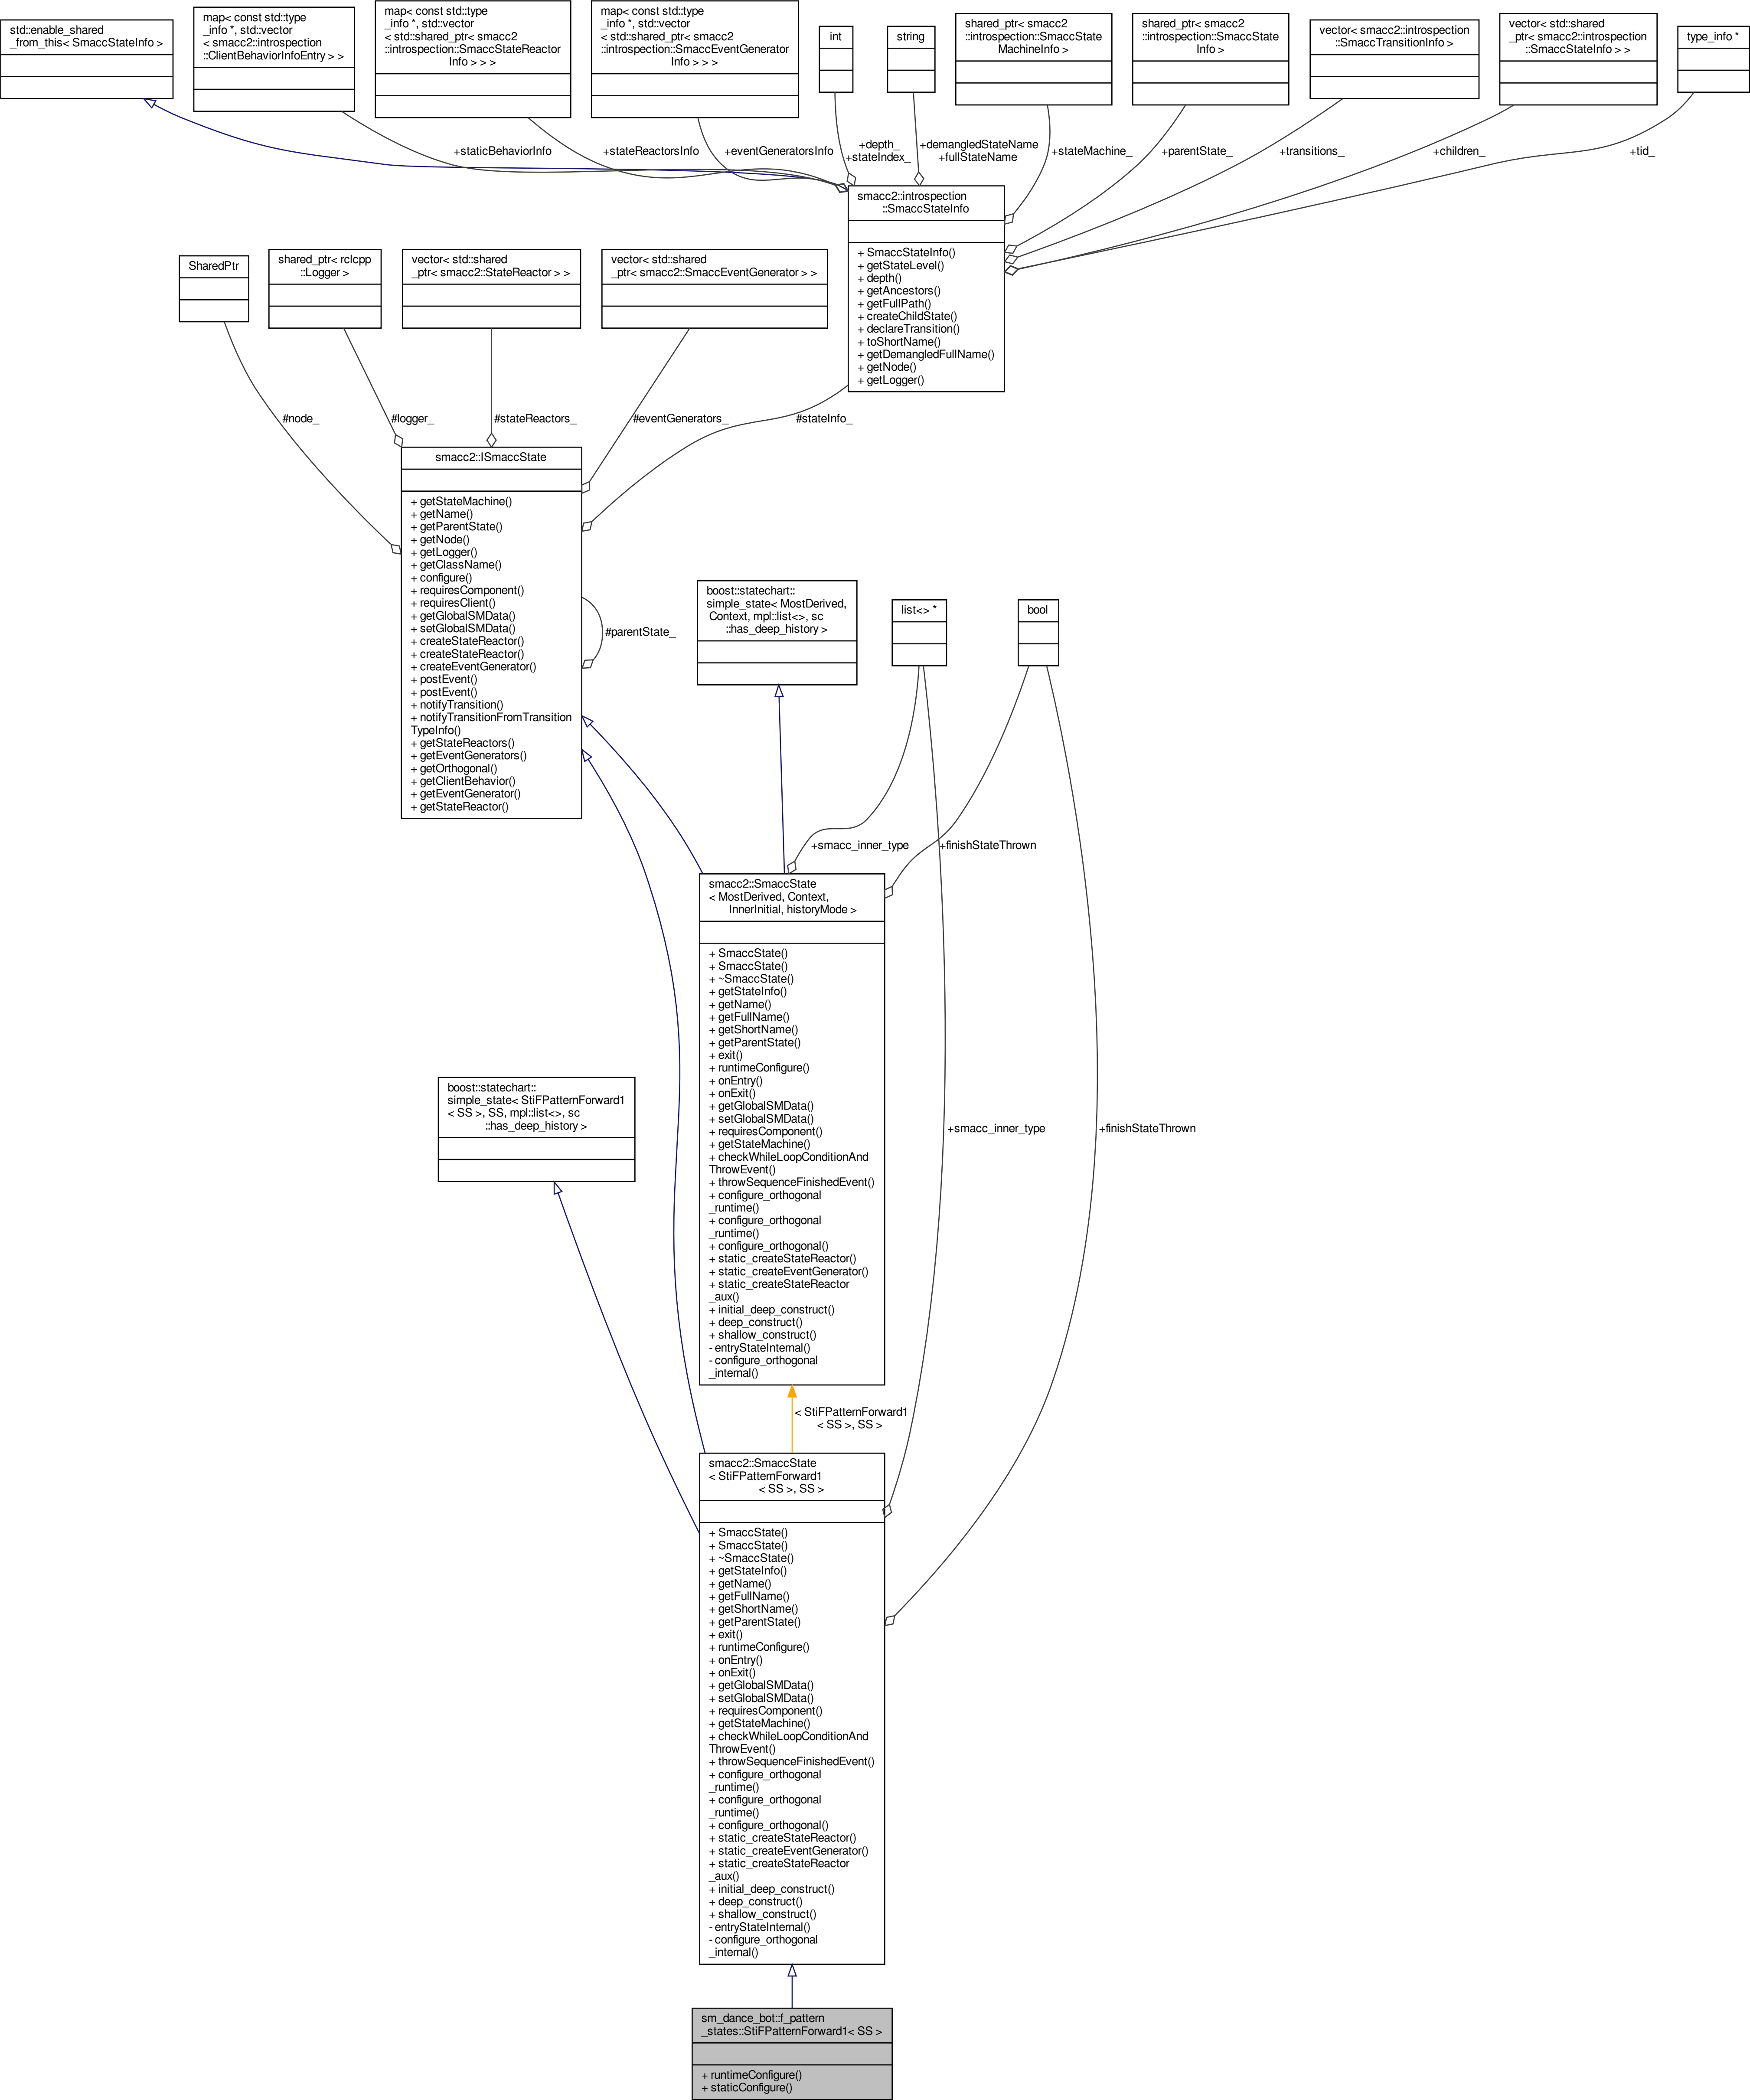 std::enable_shared
_from_this< SmaccStateInfo >
map< const std::type
_info *, std::vector
< smacc2::introspection
::ClientBehaviorInfoEntry > >
map< const std::type
_info *, std::vector
< std::shared_ptr< smacc2
::introspection::SmaccStateReactor
Info > > >
map< const std::type
_info *, std::vector
< std::shared_ptr< smacc2
::introspection::SmaccEventGenerator
Info > > >
int
string
shared_ptr< smacc2
::introspection::SmaccState
MachineInfo >
shared_ptr< smacc2
::introspection::SmaccState
Info >
vector< smacc2::introspection
::SmaccTransitionInfo >
vector< std::shared
_ptr< smacc2::introspection
::SmaccStateInfo > >
type_info *
+staticBehaviorInfo
+stateReactorsInfo
+eventGeneratorsInfo
+depth_
+stateIndex_
+demangledStateName
+fullStateName
+stateMachine_
+parentState_
+transitions_
+children_
+tid_
smacc2::introspection
::SmaccStateInfo
+ SmaccStateInfo()
+ getStateLevel()
+ depth()
+ getAncestors()
+ getFullPath()
+ createChildState()
+ declareTransition()
+ toShortName()
+ getDemangledFullName()
+ getNode()
+ getLogger()
SharedPtr
shared_ptr< rclcpp
::Logger >
vector< std::shared
_ptr< smacc2::StateReactor > >
vector< std::shared
_ptr< smacc2::SmaccEventGenerator > >
#node_
#logger_
#stateReactors_
#eventGenerators_
#stateInfo_
smacc2::ISmaccState
+ getStateMachine()
+ getName()
+ getParentState()
+ getNode()
+ getLogger()
+ getClassName()
+ configure()
+ requiresComponent()
+ requiresClient()
+ getGlobalSMData()
+ setGlobalSMData()
+ createStateReactor()
+ createStateReactor()
+ createEventGenerator()
+ postEvent()
+ postEvent()
+ notifyTransition()
+ notifyTransitionFromTransition
TypeInfo()
+ getStateReactors()
+ getEventGenerators()
+ getOrthogonal()
+ getClientBehavior()
+ getEventGenerator()
+ getStateReactor()
#parentState_
boost::statechart::
simple_state< MostDerived,
Context, mpl::list<>, sc
::has_deep_history >
list<> *
bool
+smacc_inner_type
+finishStateThrown
smacc2::SmaccState
< MostDerived, Context,
InnerInitial, historyMode >
+ SmaccState()
+ SmaccState()
+ ~SmaccState()
+ getStateInfo()
+ getName()
+ getFullName()
+ getShortName()
+ getParentState()
+ exit()
+ runtimeConfigure()
+ onEntry()
+ onExit()
+ getGlobalSMData()
+ setGlobalSMData()
+ requiresComponent()
+ getStateMachine()
+ checkWhileLoopConditionAnd
ThrowEvent()
+ throwSequenceFinishedEvent()
+ configure_orthogonal
_runtime()
+ configure_orthogonal
_runtime()
+ configure_orthogonal()
+ static_createStateReactor()
+ static_createEventGenerator()
+ static_createStateReactor
_aux()
+ initial_deep_construct()
+ deep_construct()
+ shallow_construct()
- entryStateInternal()
- configure_orthogonal
_internal()
boost::statechart::
simple_state< StiFPatternForward1
< SS >, SS, mpl::list<>, sc
::has_deep_history >
+smacc_inner_type
+finishStateThrown
< StiFPatternForward1
< SS >, SS >
smacc2::SmaccState
< StiFPatternForward1
< SS >, SS >
+ SmaccState()
+ SmaccState()
+ ~SmaccState()
+ getStateInfo()
+ getName()
+ getFullName()
+ getShortName()
+ getParentState()
+ exit()
+ runtimeConfigure()
+ onEntry()
+ onExit()
+ getGlobalSMData()
+ setGlobalSMData()
+ requiresComponent()
+ getStateMachine()
+ checkWhileLoopConditionAnd
ThrowEvent()
+ throwSequenceFinishedEvent()
+ configure_orthogonal
_runtime()
+ configure_orthogonal
_runtime()
+ configure_orthogonal()
+ static_createStateReactor()
+ static_createEventGenerator()
+ static_createStateReactor
_aux()
+ initial_deep_construct()
+ deep_construct()
+ shallow_construct()
- entryStateInternal()
- configure_orthogonal
_internal()
sm_dance_bot::f_pattern
_states::StiFPatternForward1< SS >
+ runtimeConfigure()
+ staticConfigure()